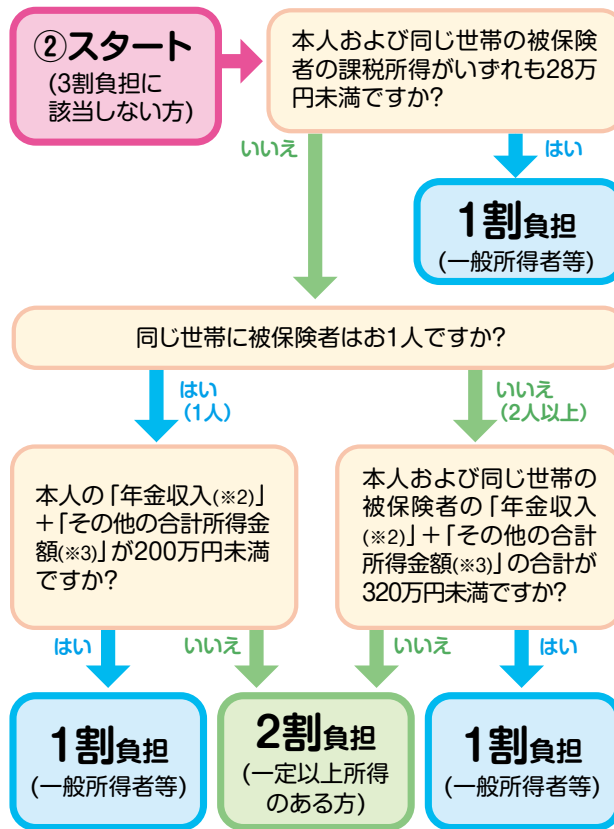 ②スタート
(3割負担に
該当しない方)
本人および同じ世帯の被保険
者の課税所得がいずれも28万
円未満ですか?
いいえ
はい
1割負担
(一般所得者等)
同じ世帯に被保険者はお1人ですか?
はい
(1人)
いいえ
(2人以上)
本人の「年金収入(※2)」
＋「その他の合計所得金
額(※3)」が200万円未満
ですか?
本人および同じ世帯の
被保険者の「年金収入
(※2)」＋「その他の合計
所得金額(※3)」の合計が
320万円未満ですか?
はい
いいえ
いいえ
はい
1割負担
(一般所得者等)
2割負担
(一定以上所得
のある方)
1割負担
(一般所得者等)